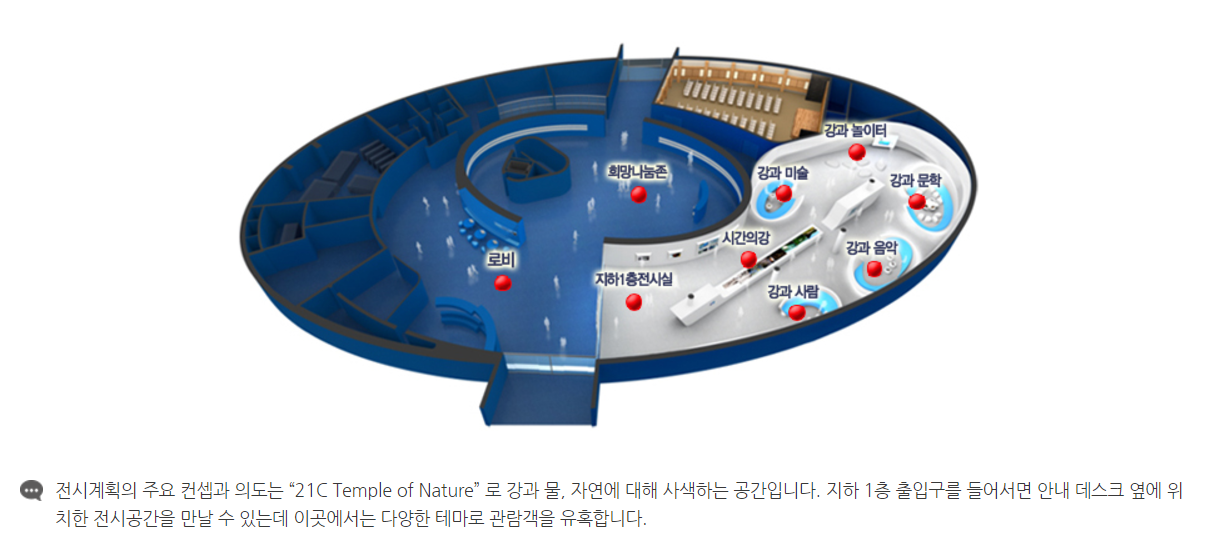 강과 놀이터
강과 미술
희망나눔존
강과 문학
시간의강
강과 음악
로비
지하1층전시실
강과 사람
전시계획의 주요 컨셉과 의도는 “21C Temple of Nature” 로 강과 물, 자연에 대해 사색하는 공간입니다. 지하 1층 출입구를 들어서면 안내 데스크 옆에 위
치한 전시공간을 만날 수 있는데 이곳에서는 다양한 테마로 관람객을 유혹합니다.